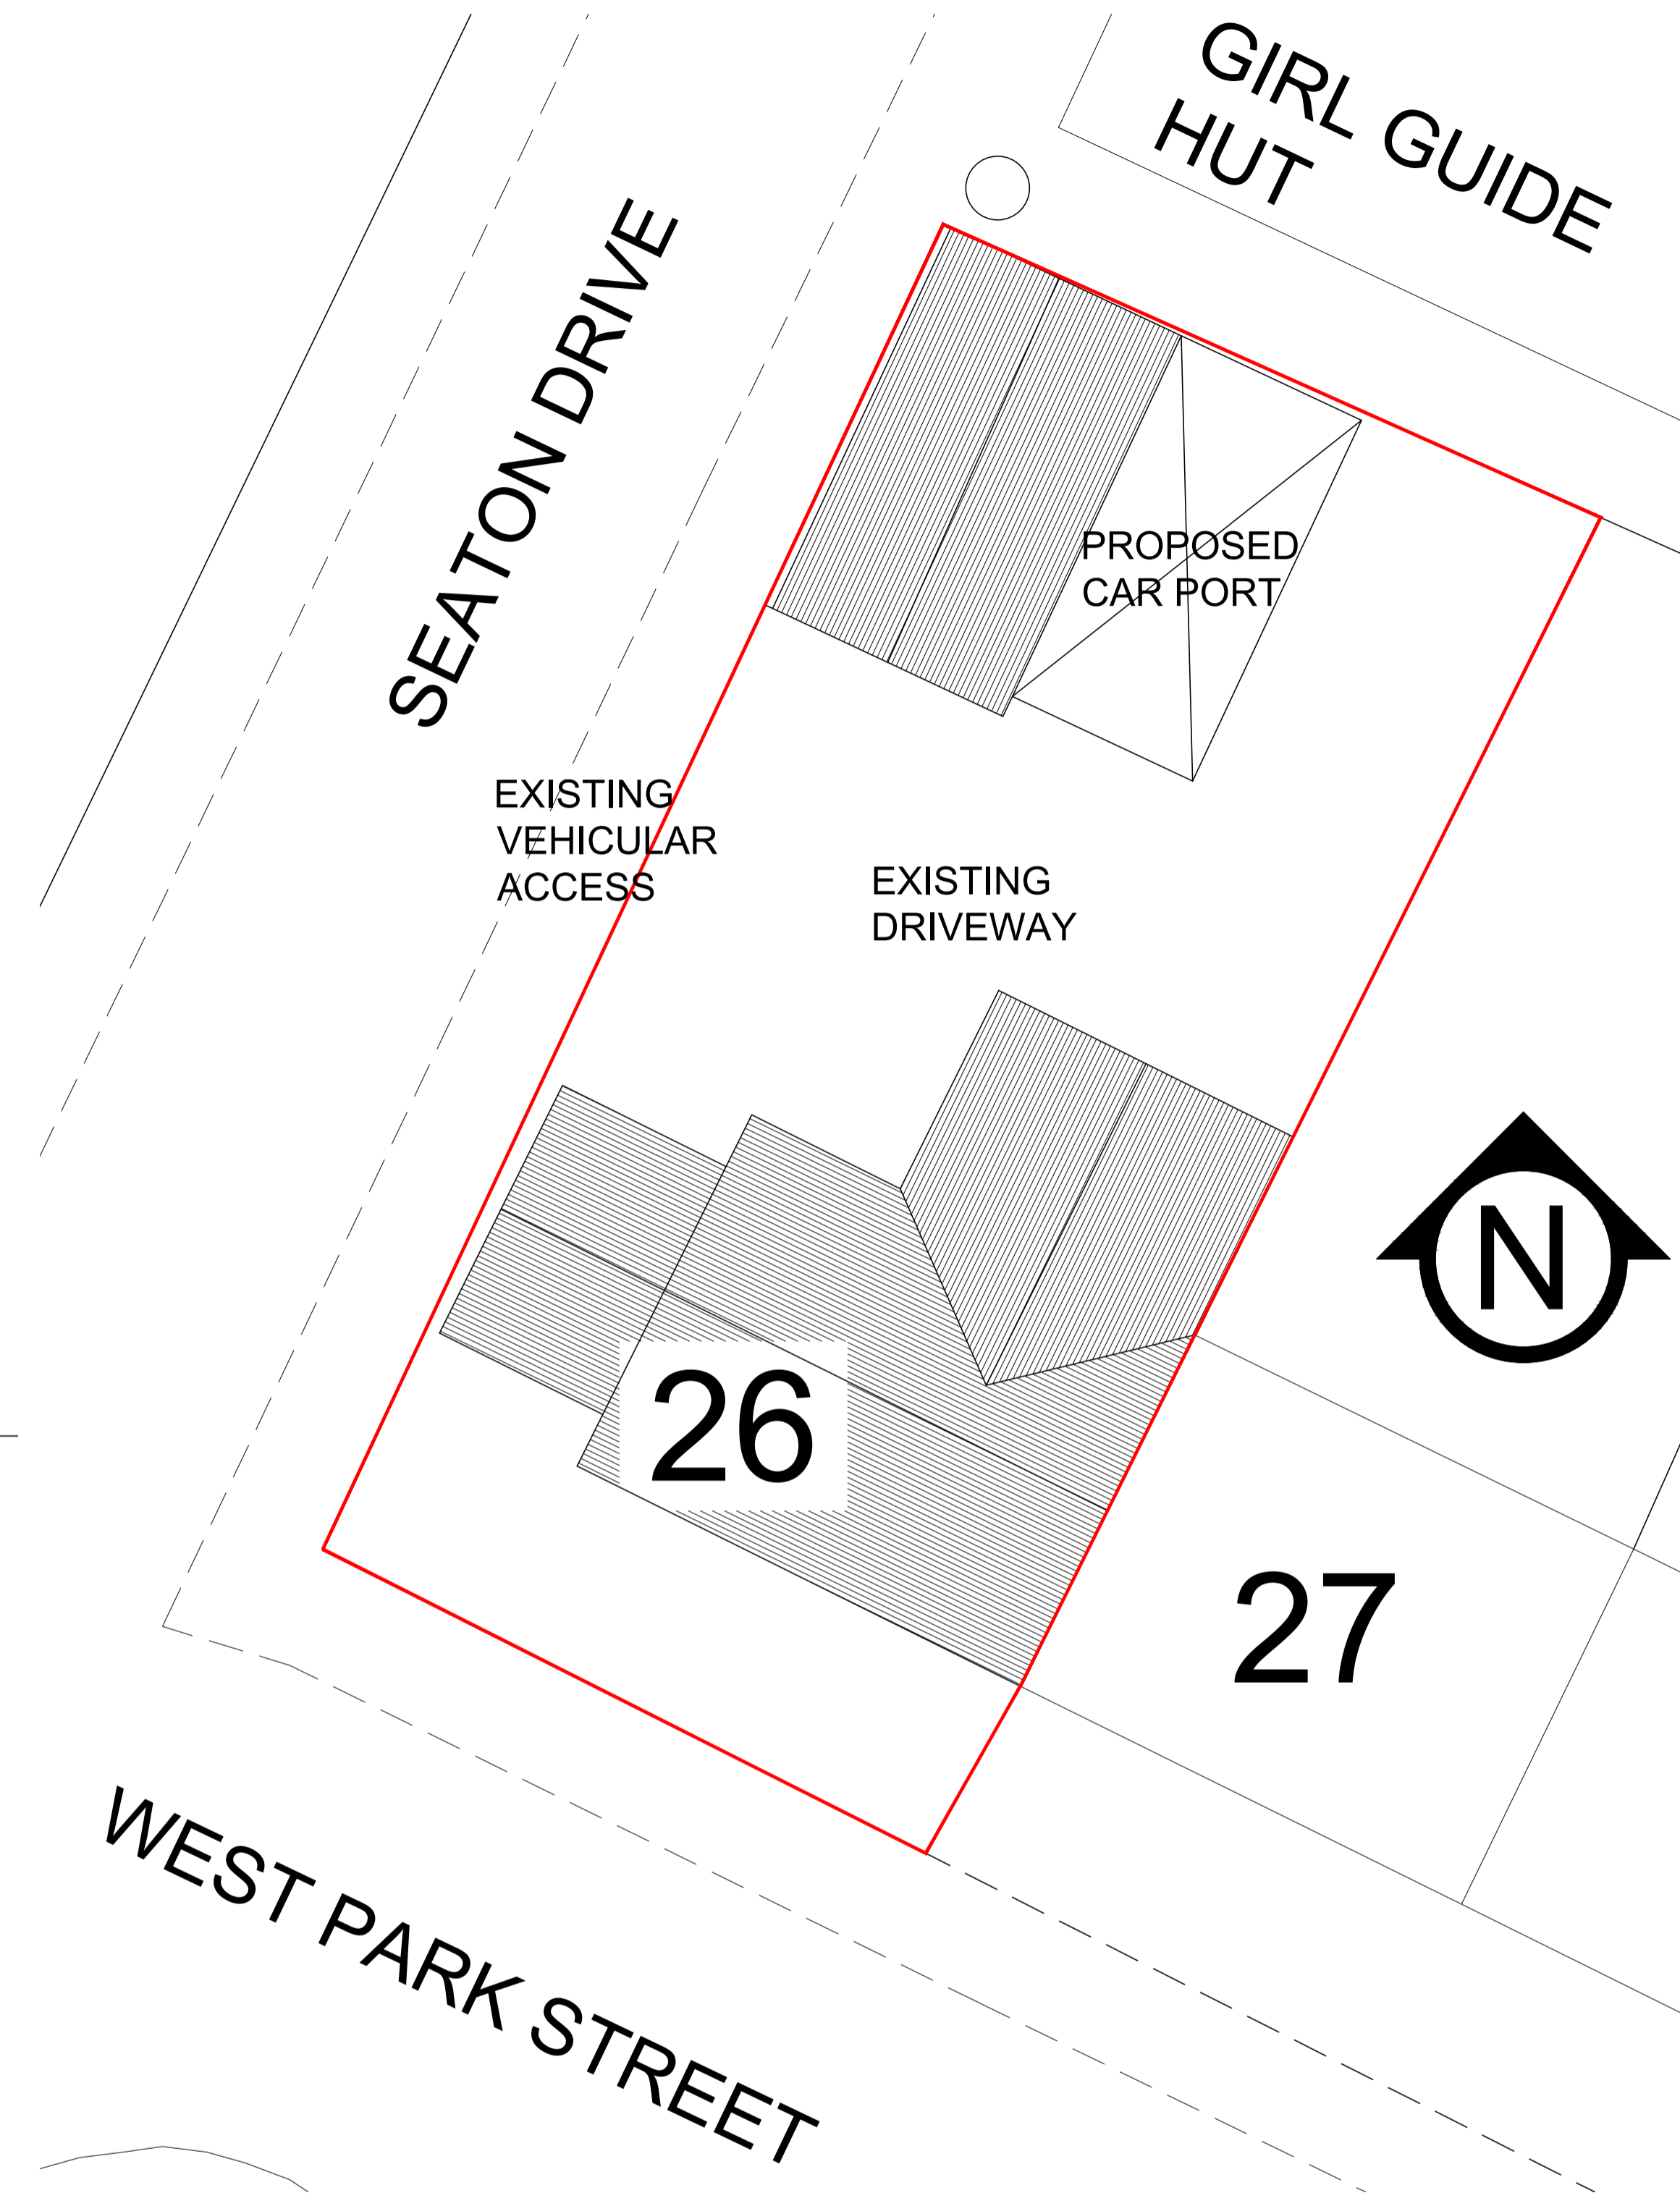 GIRL GUIDE
HUT
SEATON DRIVE
PROPOSED
CAR PORT
EXISTING
VEHICULAR
ACCESS
EXISTING
DRIVEWAY
N
26
27
WEST PARK STREET